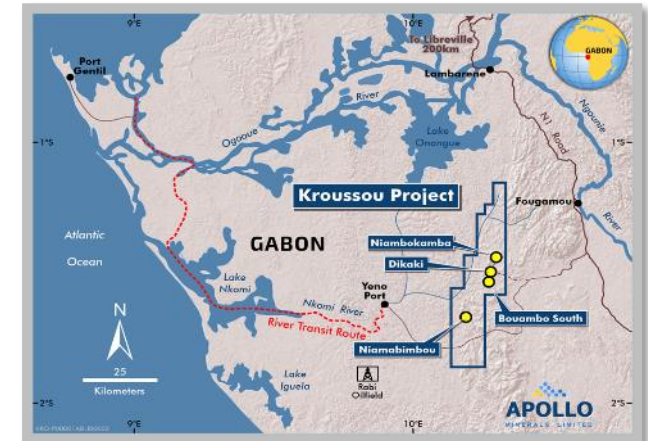 9°E
10°E
To Libreville
200km
GABON
Port
Gentil
Lambarene
Ogooue
River
Ngounie
1°S
1°S
Lake
Onangue
N1 Road
Kroussou Project
Fougamou
River
Niambokamba
Atlantic
Ocean
GABON
Dikaki
Lake
Nkomi
Yeno
Port
Nkomi River
Bouambo South
N
River Transit Route
Niamabimbou
25
Kilometers
Lake
Iguela
Rabi
Oilfield
APOLLO
MINERALS LIMITED
2°S
2°S
9°E
10°E